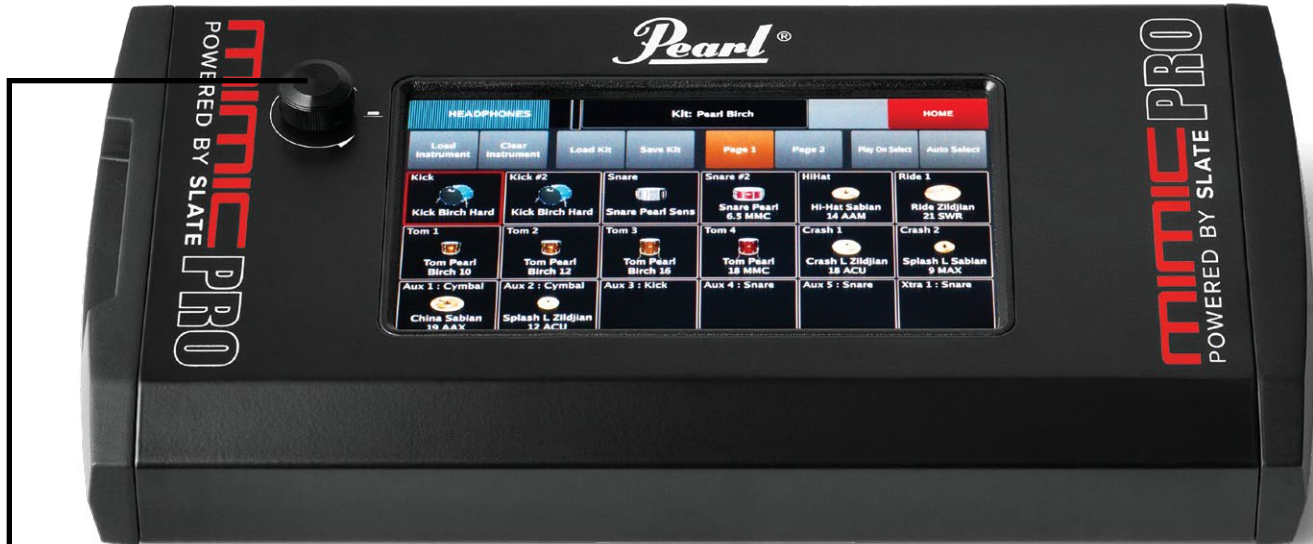 Pearl®
MIMIC PRO
POWERED BY SLATE
HEADPHONES
Kit: Pearl Birch
HOME
Load Instrument
Clear Instrument
Load Kit
Save Kit
Page 1
Page 2
Play On Select
Auto Select
Kick
Kick Birch Hard
Kick #2
Kick Birch Hard
Snare
Snare Pearl Sens
Snare #2
Snare Pearl
6.5 MMC
HiHat
Hi-Hat Sabian
14 AAM
Ride 1
Ride Zildjian
21 SWR
Tom 1
Tom Pearl
Birch 10
Tom 2
Tom Pearl
Birch 12
Tom 3
Tom Pearl
Birch 16
Tom 4
Tom Pearl
18 MMC
Crash 1
Crash L Zildjian
18 ACU
Crash 2
Splash L Sabian
9 MAX
Aux 1 : Cymbal
China Sabian
19 AAX
Aux 2 : Cymbal
Splash L Zildjian
12 ACU
Aux 3 : Kick
Aux 4 : Snare
Aux 5 : Snare
Xtra 1 : Snare
MIMIC PRO
POWERED BY SLATE